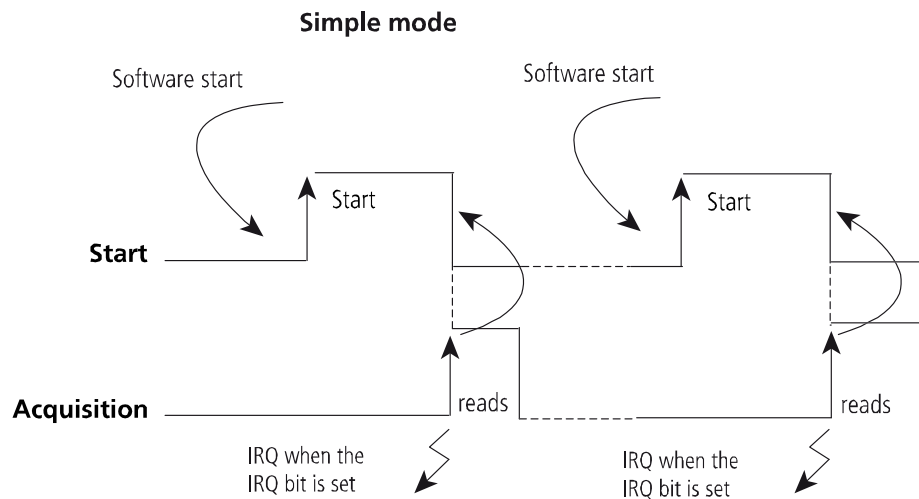 Simple mode
Software start
Software start
Start
Start
Start
Acquisition
reads
reads
IRQ when the
IRQ bit is set
IRQ when the
IRQ bit is set